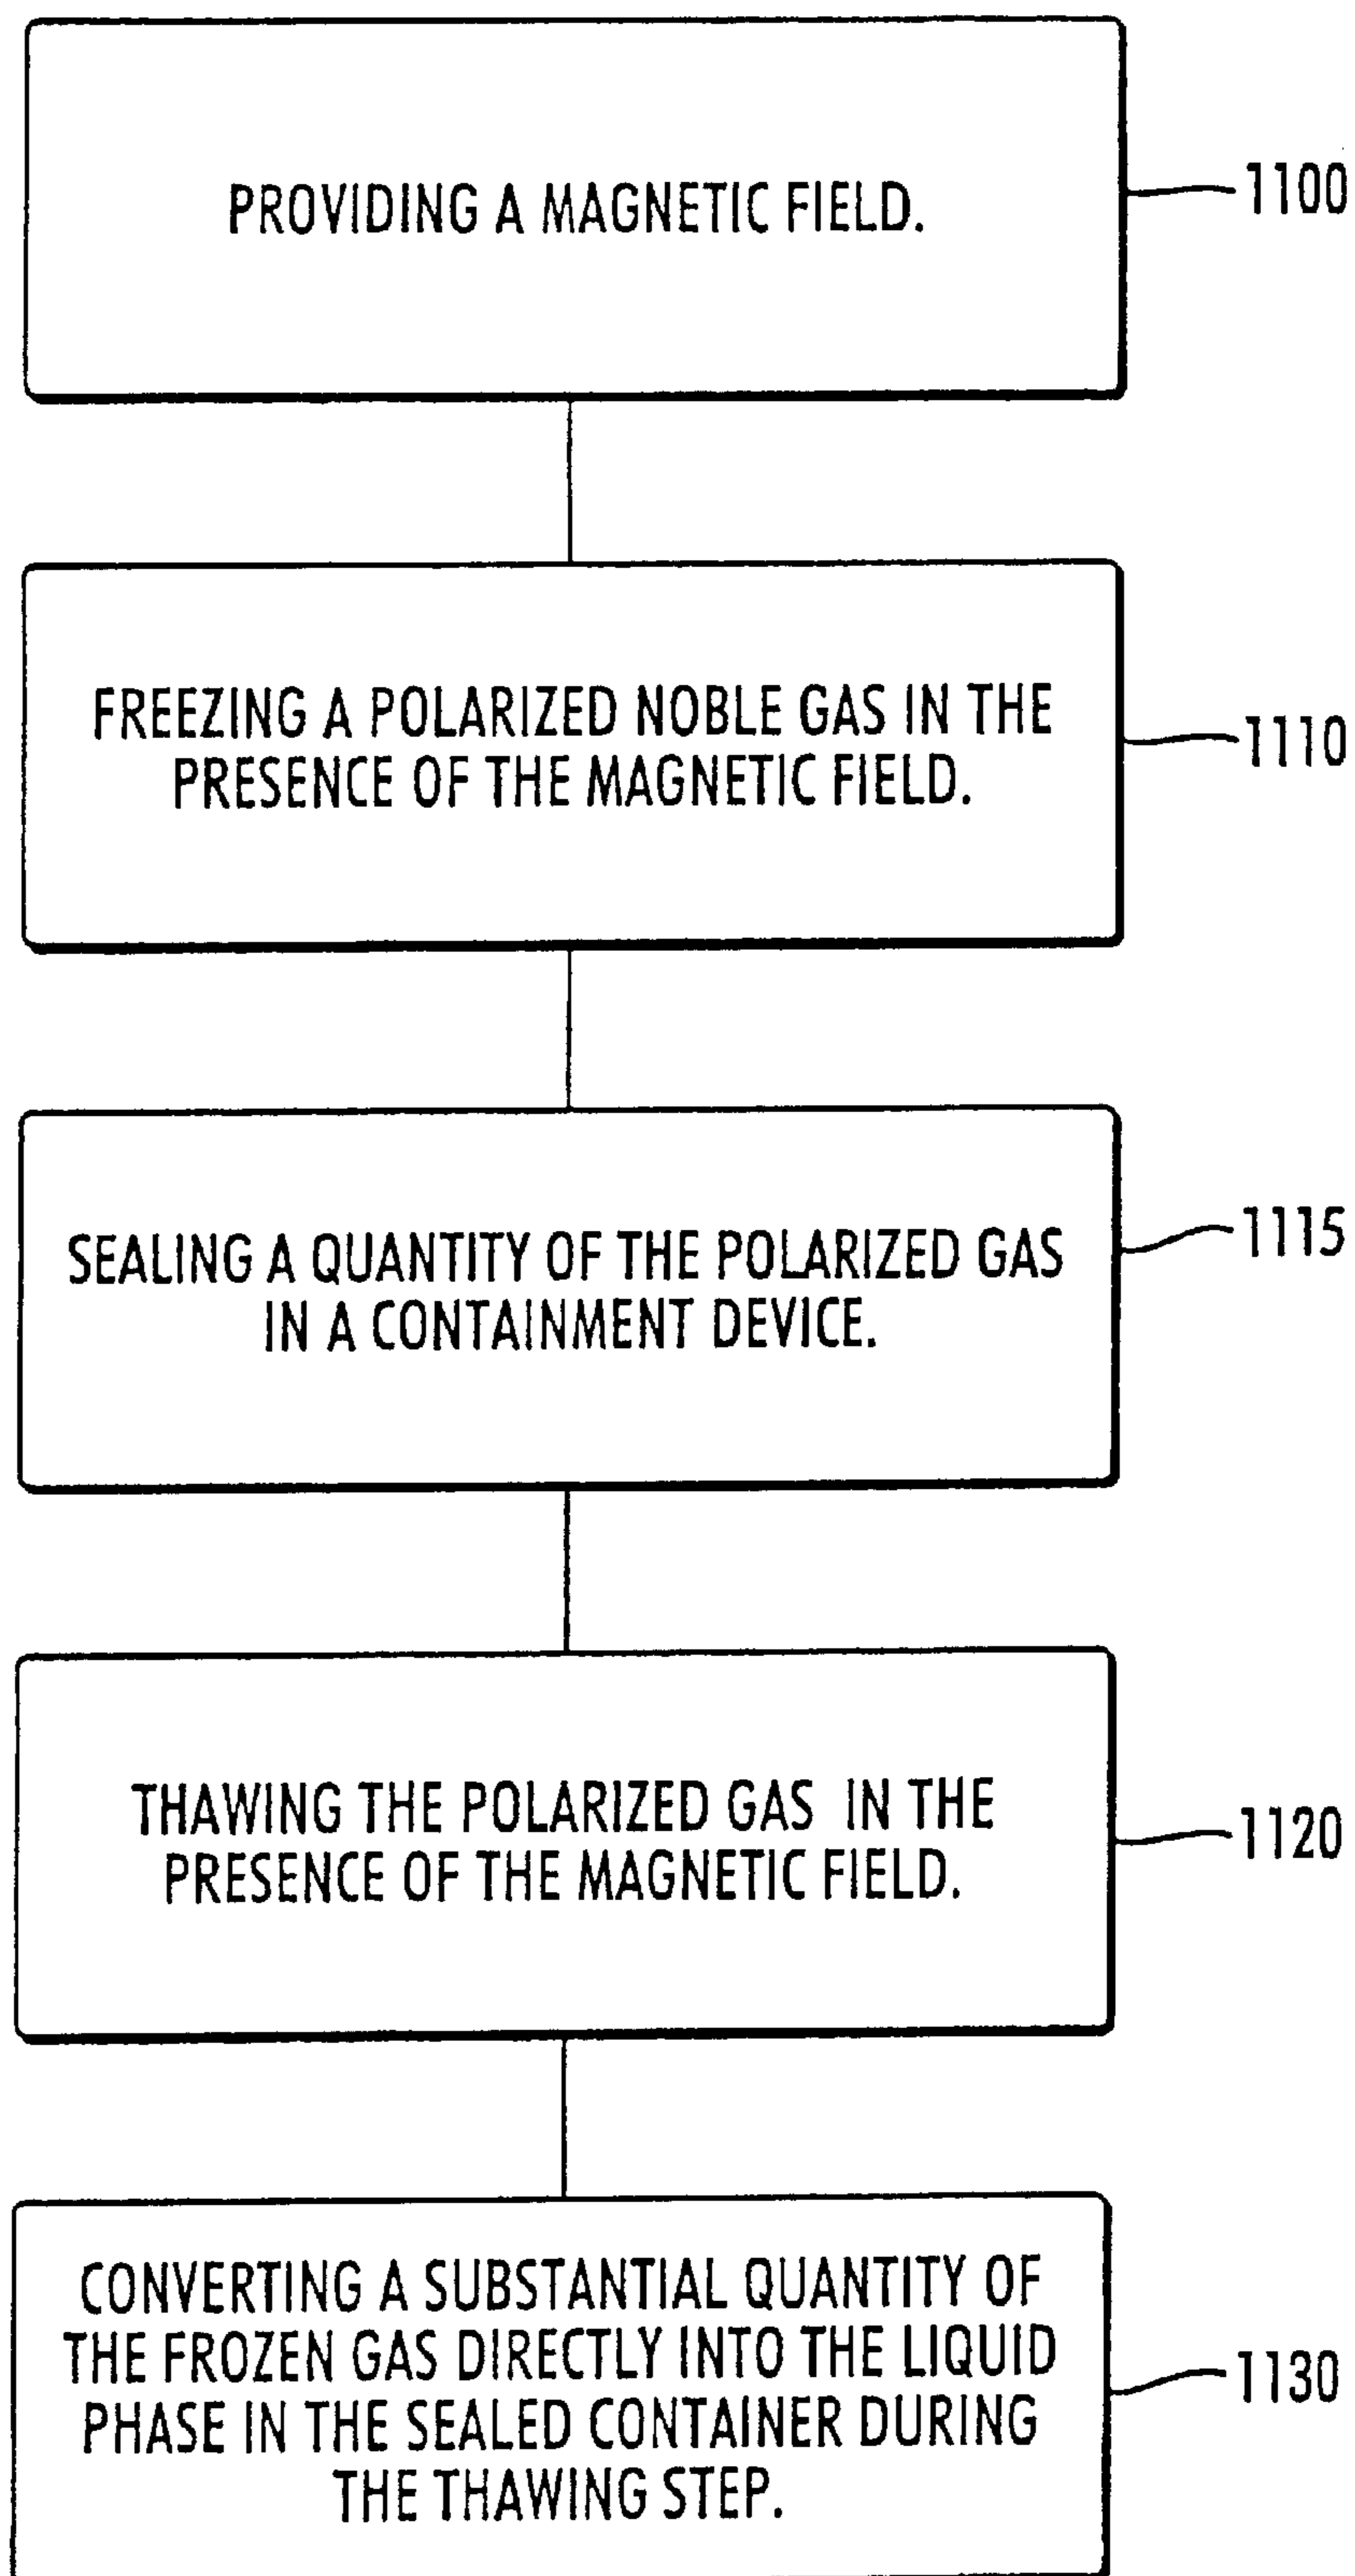 PROVIDING A MAGNETIC FIELD.
1100
FREEZING A POLARIZED NOBLE GAS IN THE
PRESENCE OF THE MAGNETIC FIELD.
1110
SEALING A QUANTITY OF THE POLARIZED GAS
IN A CONTAINMENT DEVICE.
1115
THAWING THE POLARIZED GAS IN THE
PRESENCE OF THE MAGNETIC FIELD.
1120
CONVERTING A SUBSTANTIAL QUANTITY OF
THE FROZEN GAS DIRECTLY INTO THE LIQUID
PHASE IN THE SEALED CONTAINER DURING
THE THAWING STEP.
1130